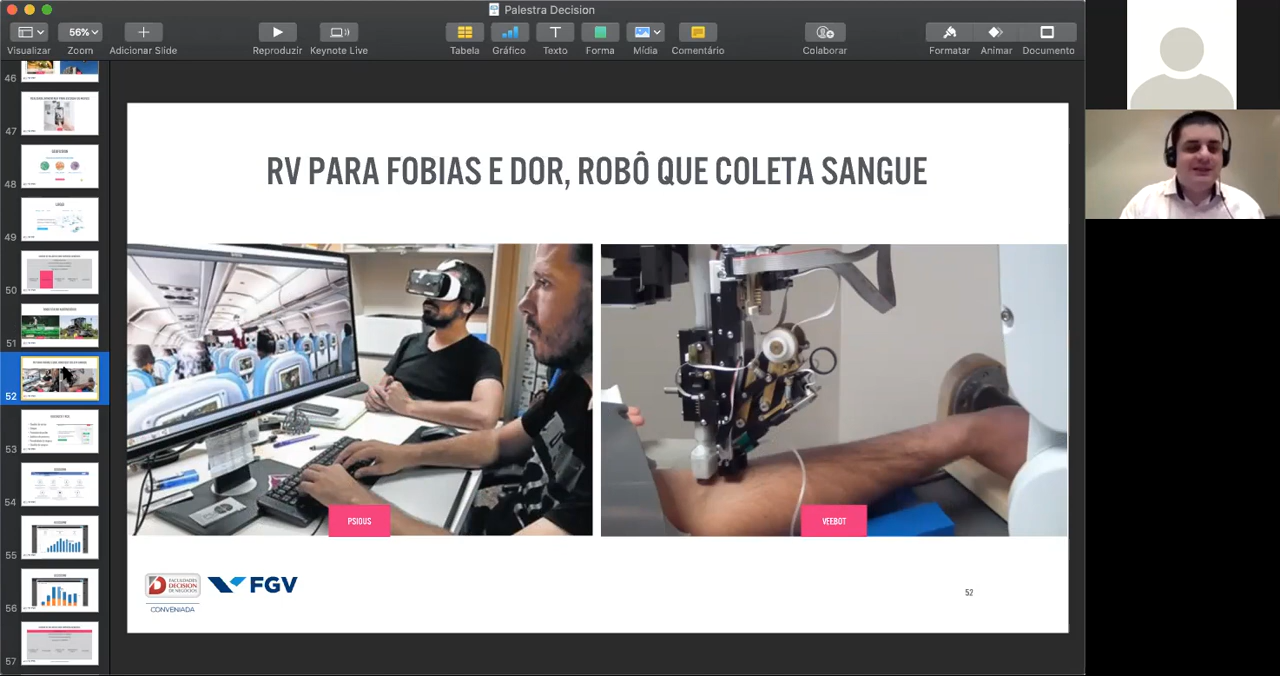 Palestra Decision
56%
Visualizar
Zoom
Adicionar Slide
Reproduzir
Keynote Live
Tabela
Gráfico
Texto
Forma
Mídia
Comentário
Colaborar
Formatar
Animar
Documento
46
47
48
49
50
51
52
53
54
55
56
57
RV PARA FOBIAS E DOR, ROBÔ QUE COLETA SANGUE
PSIOUS
VEEBOT
FACULDADES
DECISION
DE NEGÓCIOS
CONVENIADA
FGV
52